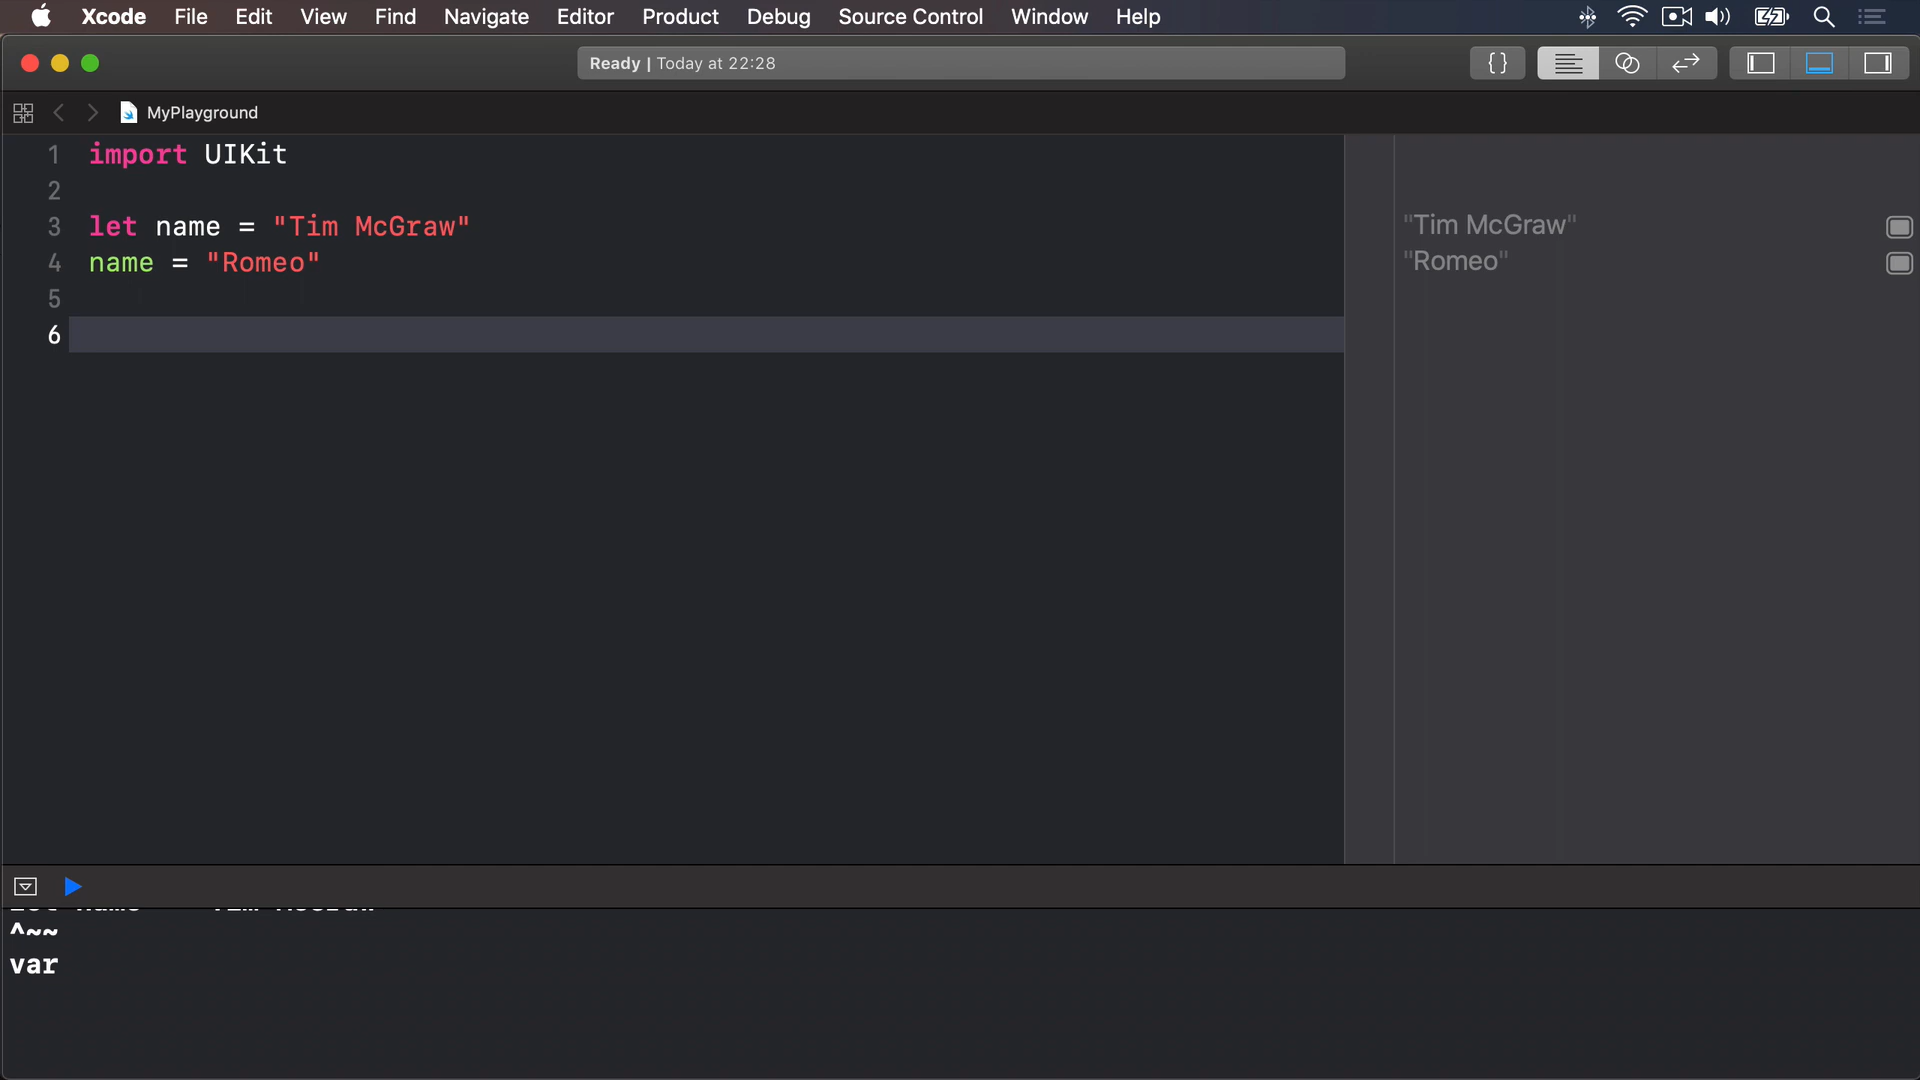 Xcode File Edit View Find Navigate Editor Product Debug Source Control Window Help
Ready | Today at 22:28
{}
MyPlayground
1 import UIKit
2
3 let name = "Tim McGraw"
4 name = "Romeo"
5
6
"Tim McGraw"
"Romeo"
^~~
var